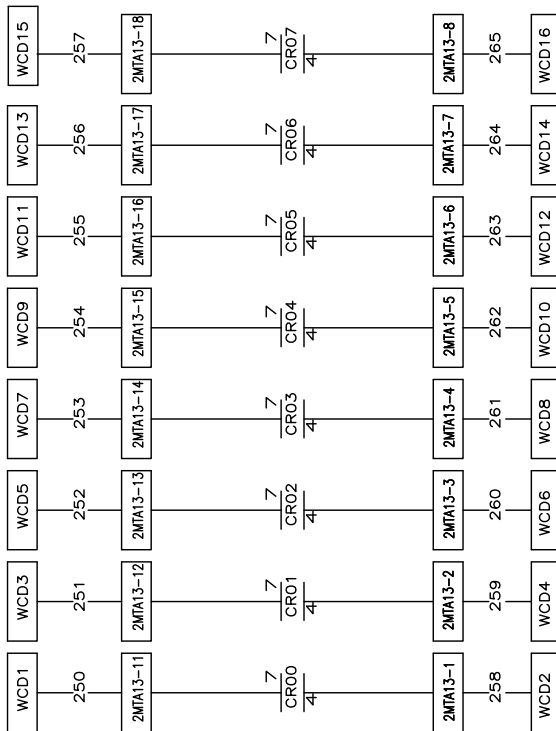 WCD15 257 2MTA13-18 7 CR07 4 2MTA13-8 265 WCD16
WCD13 256 2MTA13-17 7 CR06 4 2MTA13-7 264 WCD14
WCD11 255 2MTA13-16 7 CR05 4 2MTA13-6 263 WCD12
WCD9 254 2MTA13-15 7 CR04 4 2MTA13-5 262 WCD10
WCD7 253 2MTA13-14 7 CR03 4 2MTA13-4 261 WCD8
WCD5 252 2MTA13-13 7 CR02 4 2MTA13-3 260 WCD6
WCD3 251 2MTA13-12 7 CR01 4 2MTA13-2 259 WCD4
WCD1 250 2MTA13-11 7 CR00 4 2MTA13-1 258 WCD2